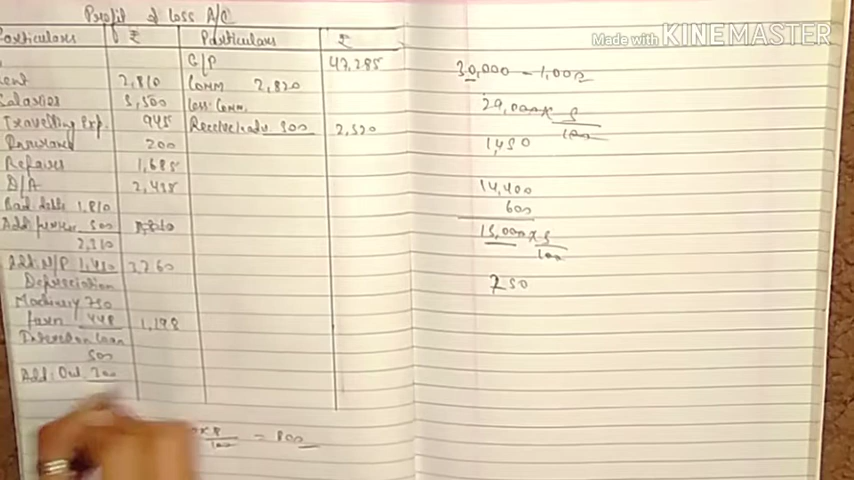 Profit & Loss A/C
Particulars ₹ Particulars ₹
G/P 47,285
Rent 2,810 Comm 2,820
Salaries 3,500 Less: Comm.
Travelling Exp. 945 Receive adv 300 2,520
Insurance 200
Repairs 1,685
D/A 2,435
Bad debts 1,810
Add: 500
2,310
Add: N/P 1,450 3,760
Depreciation
Machinery 750
Furn 448 1,198
Interest on Loan
500
Add: Out. 300
= 800
30,000 - 1,000
29,000 × 5
100
1,450
14,400
600
15,000 × 5
100
750
Made with KINEMASTER